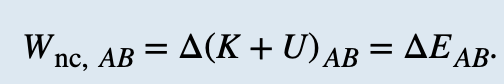 W_{nc, AB} = Δ(K + U)_{AB} = ΔE_{AB}.